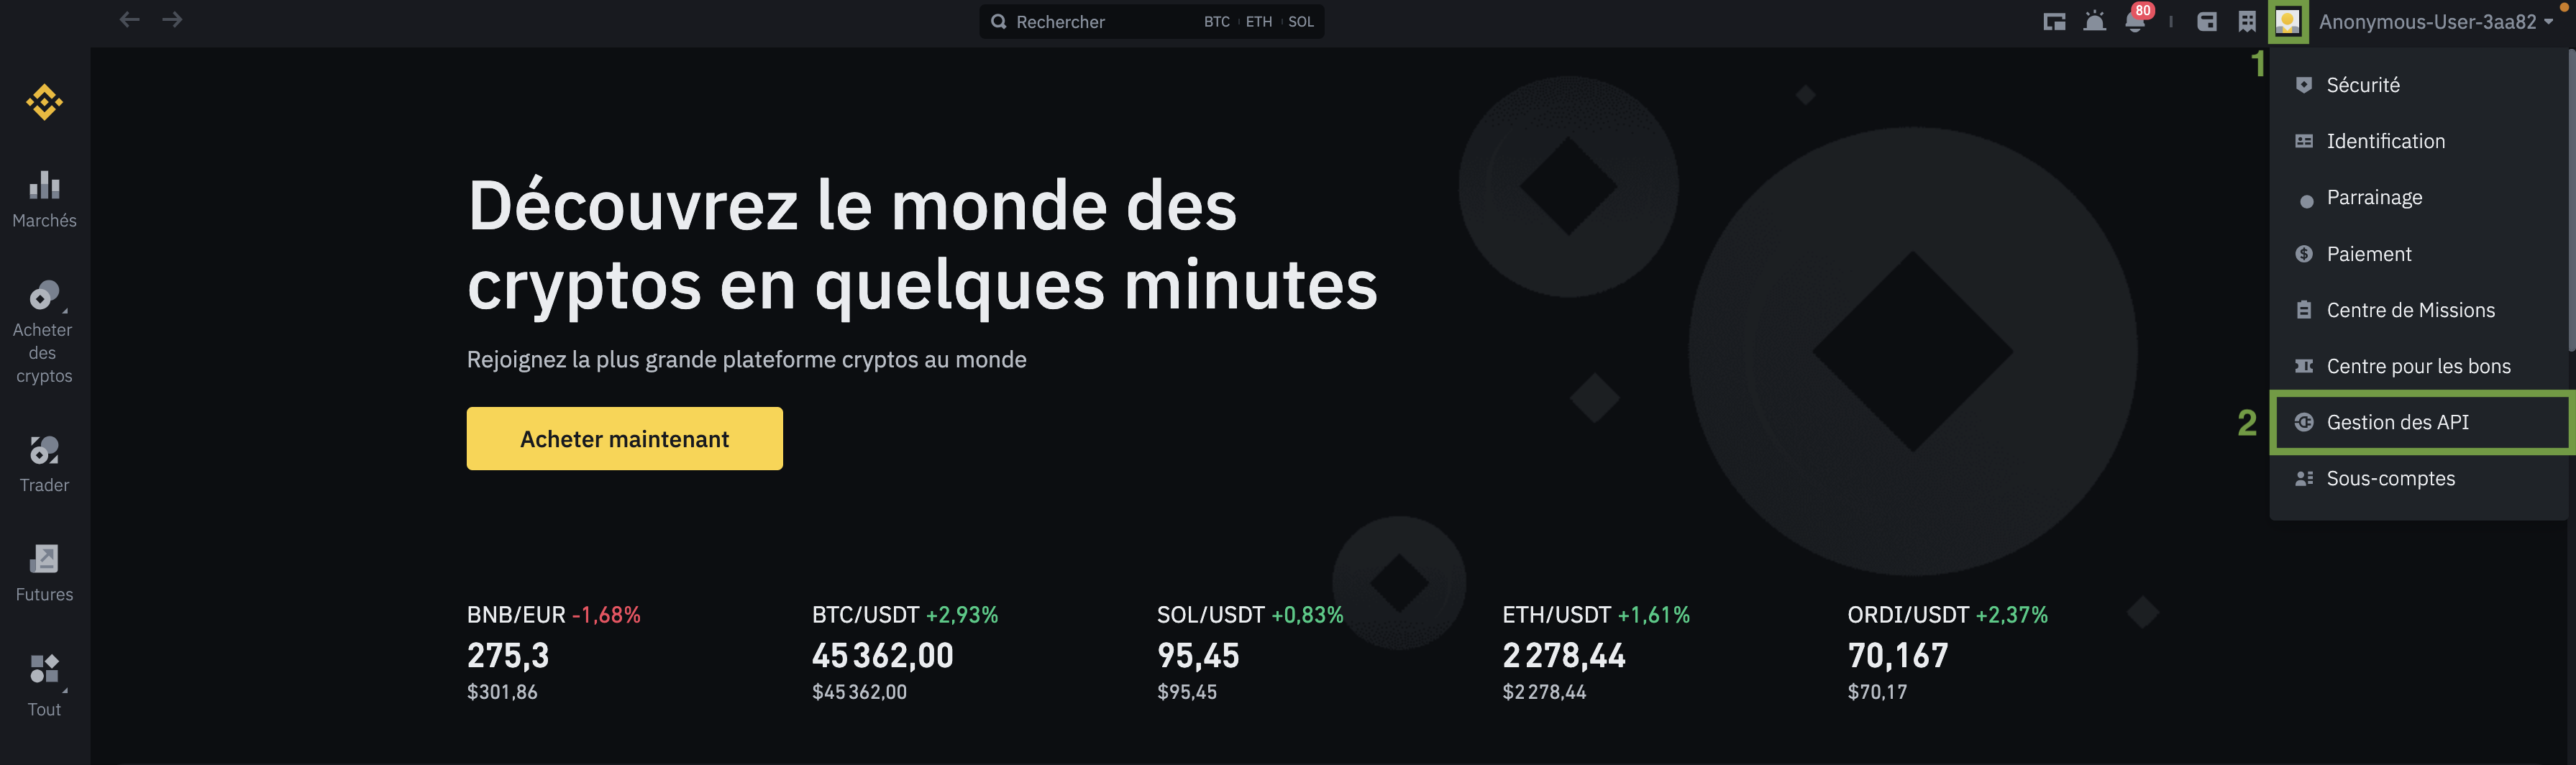 Rechercher BTC ETH SOL
80
Anonymous-User-3aa82
1
Sécurité
Identification
Parrainage
Paiement
Centre de Missions
Centre pour les bons
2
Gestion des API
Sous-comptes
Marchés
Acheter
des
cryptos
Trader
Futures
Tout
Découvrez le monde des
cryptos en quelques minutes
Rejoignez la plus grande plateforme cryptos au monde
Acheter maintenant
BNB/EUR -1,68%
275,3
$301,86
BTC/USDT +2,93%
45 362,00
$45 362,00
SOL/USDT +0,83%
95,45
$95,45
ETH/USDT +1,61%
2 278,44
$2 278,44
ORDI/USDT +2,37%
70,167
$70,17